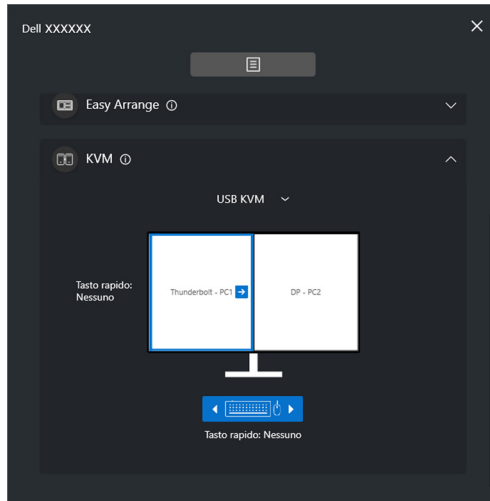 Dell XXXXXX
Easy Arrange
KVM
USB KVM
Tasto rapido:
Nessuno
Thunderbolt - PC1
DP - PC2
Tasto rapido: Nessuno